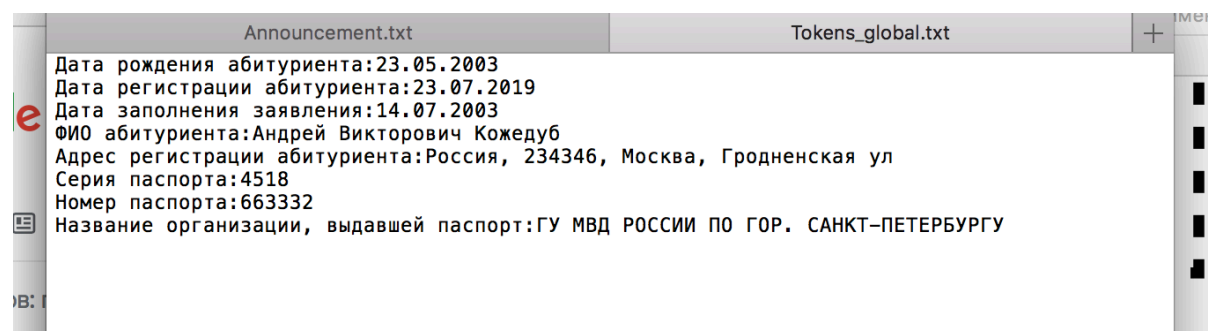 Announcement.txt
Tokens_global.txt
Дата рождения абитуриента:23.05.2003
Дата регистрации абитуриента:23.07.2019
Дата заполнения заявления:14.07.2003
ФИО абитуриента:Андрей Викторович Кожедуб
Адрес регистрации абитуриента:Россия, 234346, Москва, Гродненская ул
Серия паспорта:4518
Номер паспорта:663332
Название организации, выдавшей паспорт:ГУ МВД РОССИИ ПО ГОР. САНКТ-ПЕТЕРБУРГУ